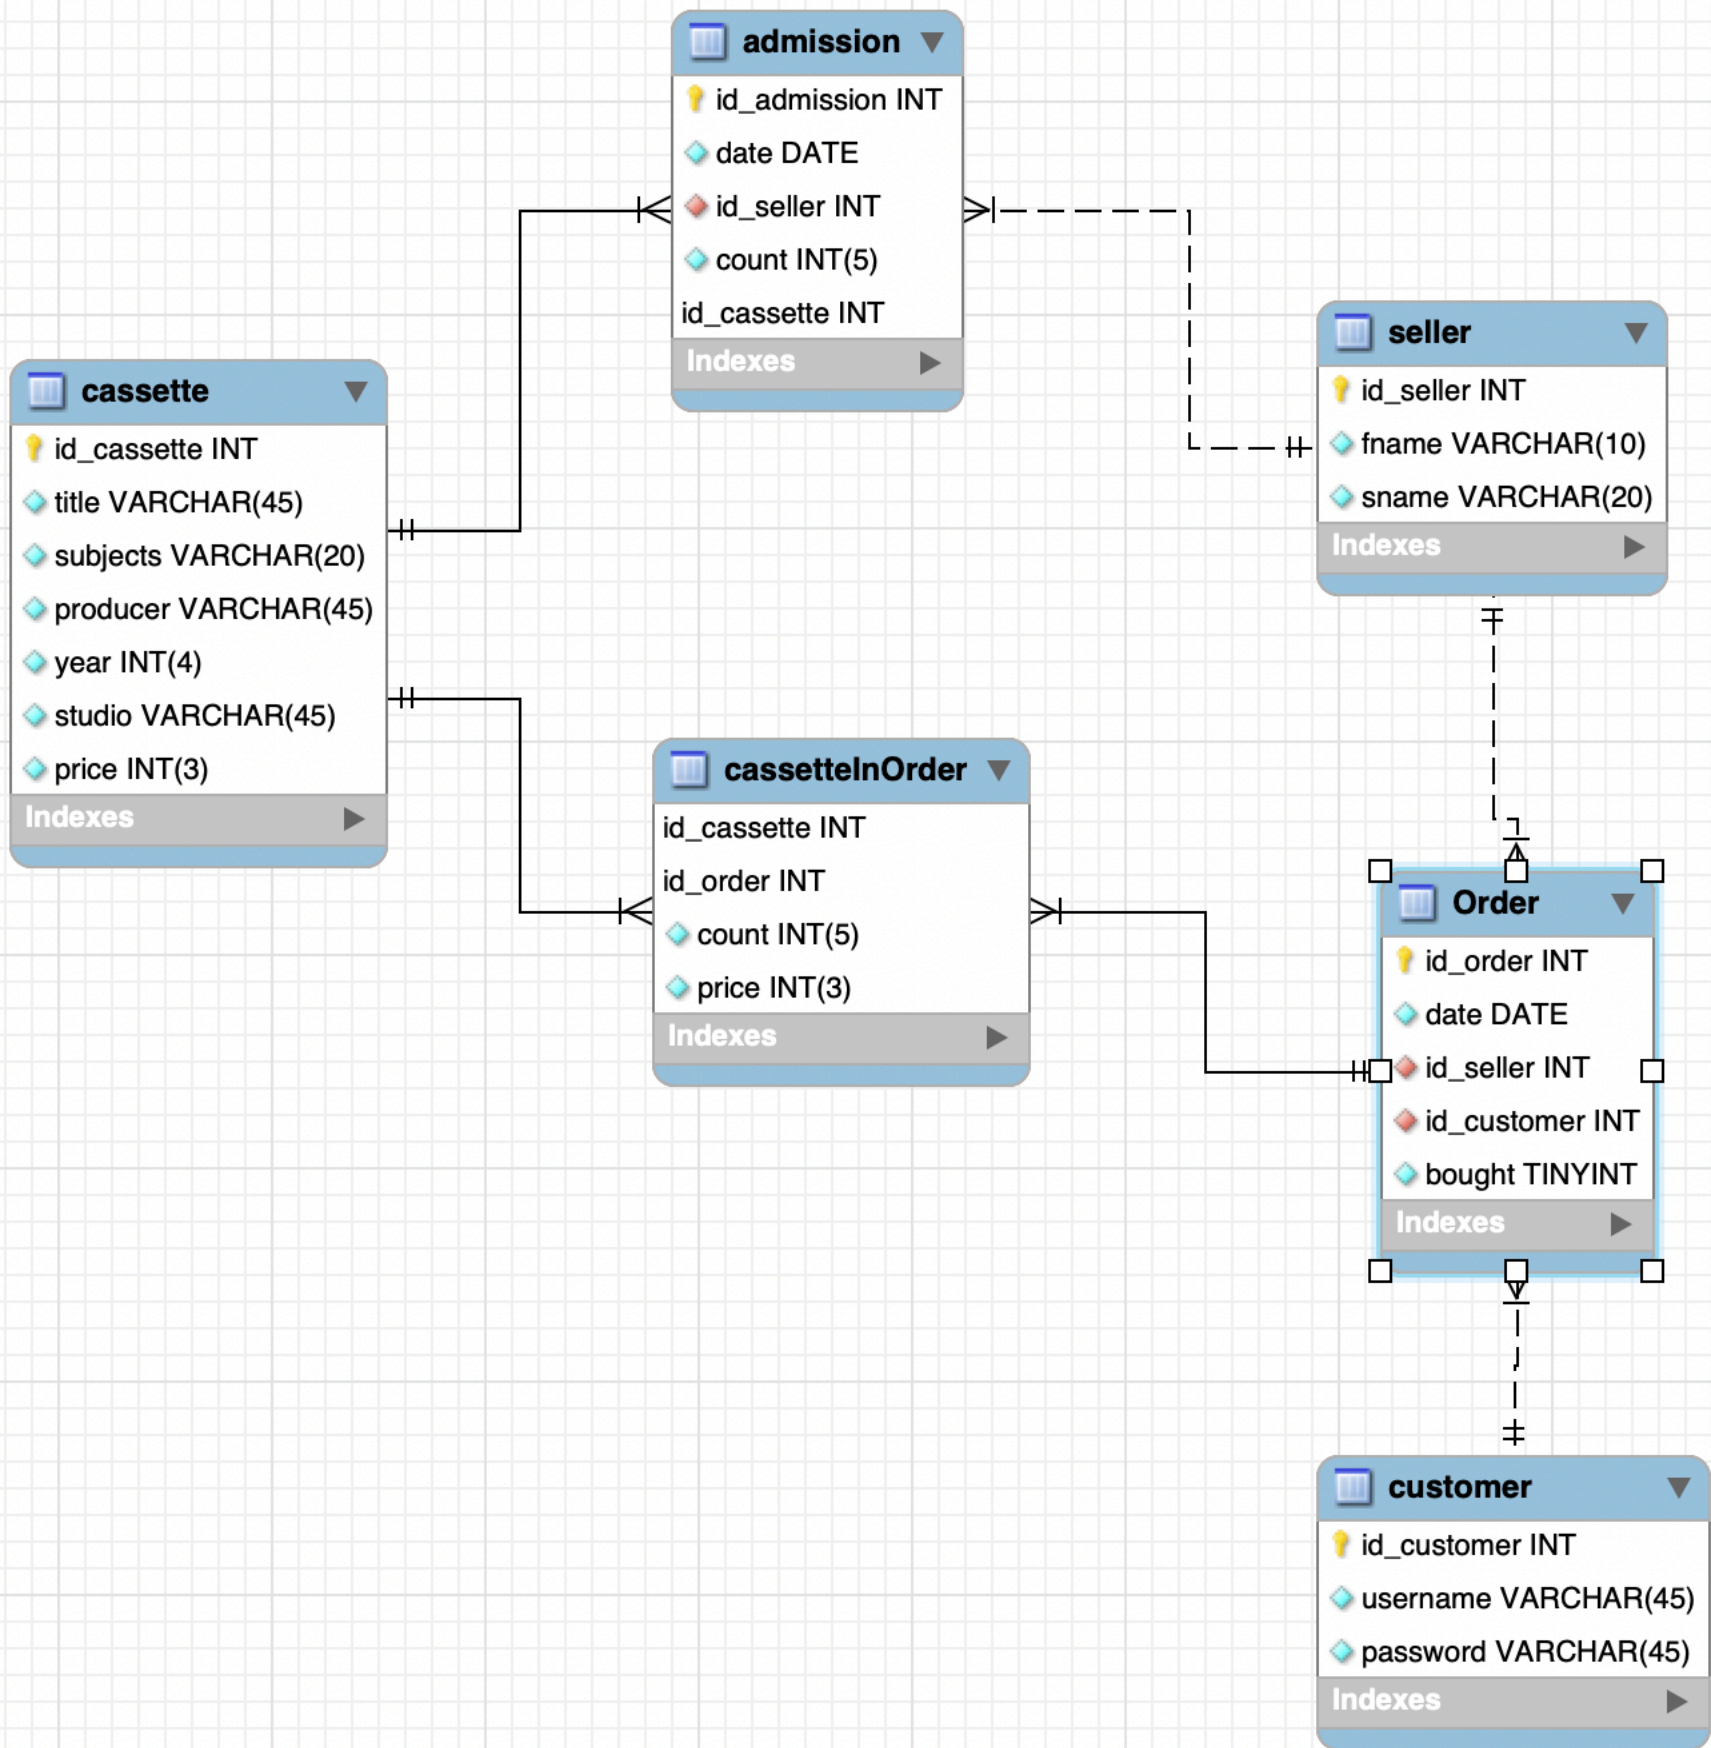 admission
id_admission INT
date DATE
id_seller INT
count INT(5)
id_cassette INT
Indexes
seller
id_seller INT
fname VARCHAR(10)
sname VARCHAR(20)
Indexes
cassette
id_cassette INT
title VARCHAR(45)
subjects VARCHAR(20)
producer VARCHAR(45)
year INT(4)
studio VARCHAR(45)
price INT(3)
Indexes
cassetteInOrder
id_cassette INT
id_order INT
count INT(5)
price INT(3)
Indexes
Order
id_order INT
date DATE
id_seller INT
id_customer INT
bought TINYINT
Indexes
customer
id_customer INT
username VARCHAR(45)
password VARCHAR(45)
Indexes